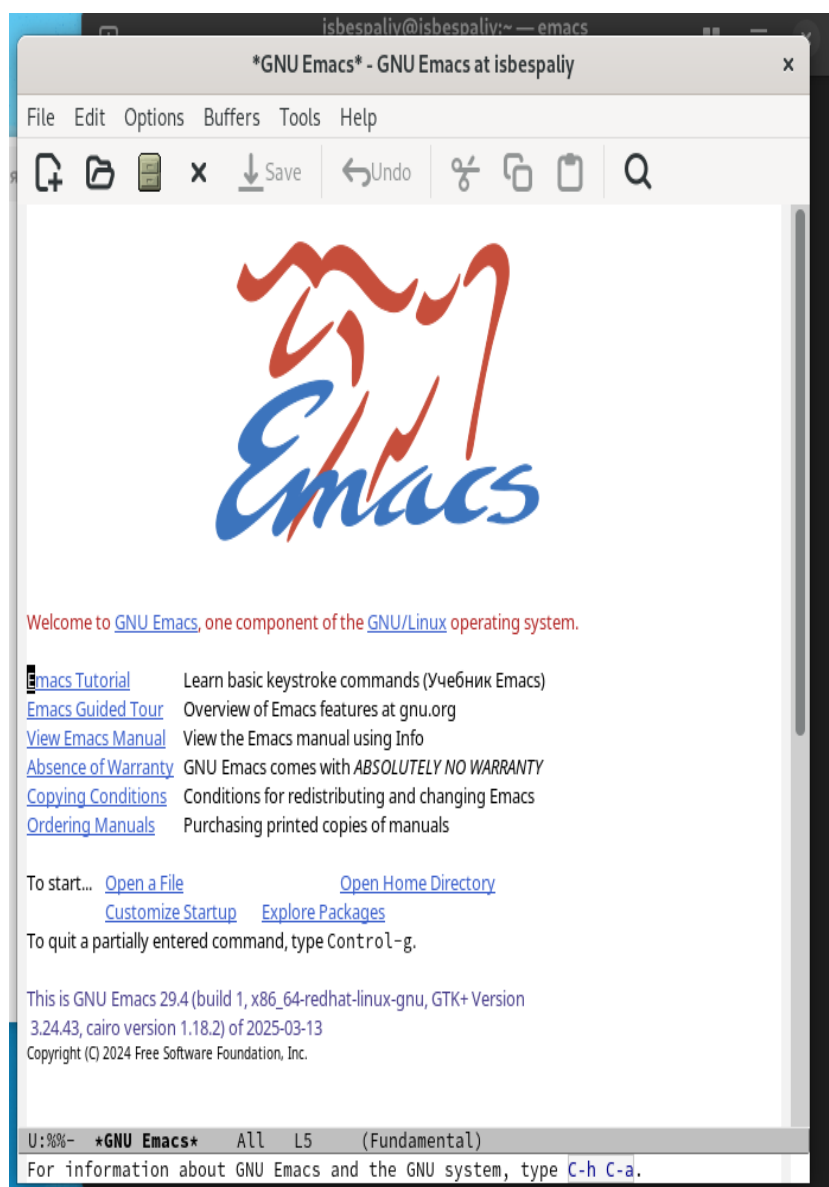 isbespaliy@isbespaliy:~ — emacs
*GNU Emacs* - GNU Emacs at isbespaliy
File Edit Options Buffers Tools Help
Save Undo
Emacs
Welcome to GNU Emacs, one component of the GNU/Linux operating system.
Emacs Tutorial Learn basic keystroke commands (Учебник Emacs)
Emacs Guided Tour Overview of Emacs features at gnu.org
View Emacs Manual View the Emacs manual using Info
Absence of Warranty GNU Emacs comes with ABSOLUTELY NO WARRANTY
Copying Conditions Conditions for redistributing and changing Emacs
Ordering Manuals Purchasing printed copies of manuals
To start... Open a File Open Home Directory
Customize Startup Explore Packages
To quit a partially entered command, type Control-g.
This is GNU Emacs 29.4 (build 1, x86_64-redhat-linux-gnu, GTK+ Version
3.24.43, cairo version 1.18.2) of 2025-03-13
Copyright (C) 2024 Free Software Foundation, Inc.
U:%%- *GNU Emacs* All L5 (Fundamental)
For information about GNU Emacs and the GNU system, type C-h C-a.